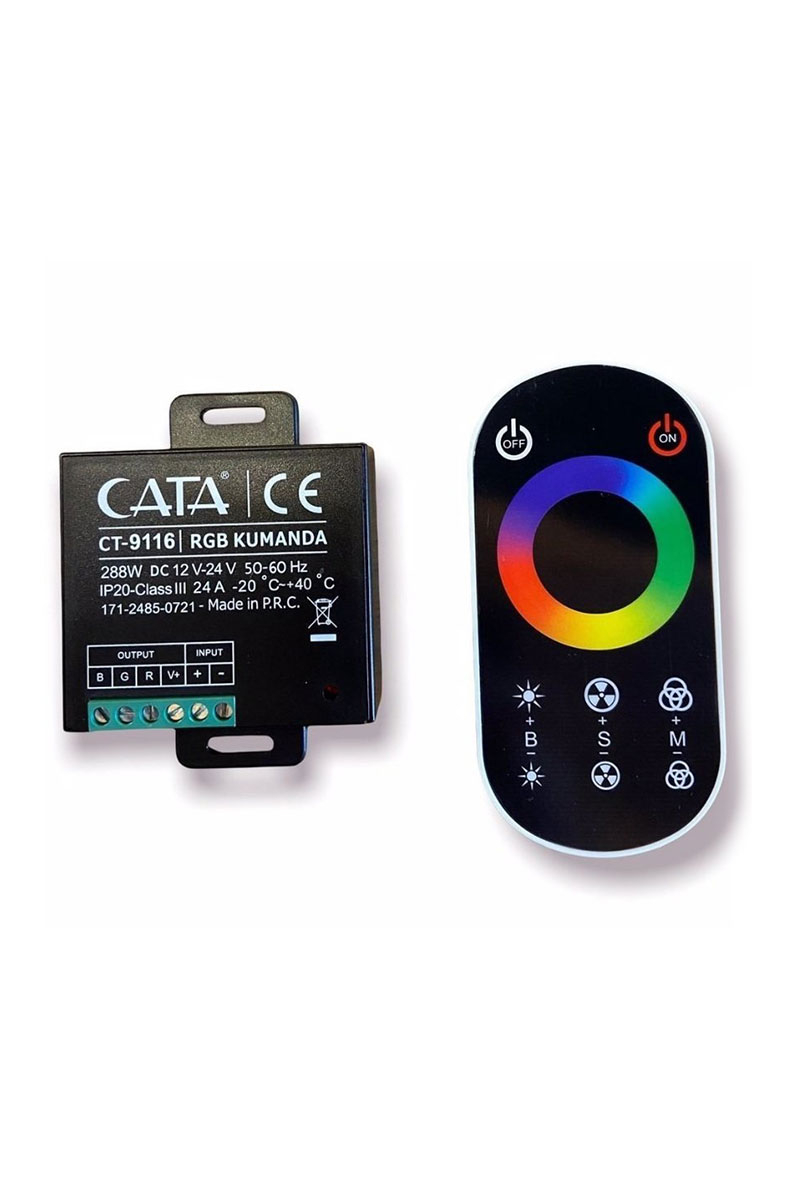 CATA® | CE
CT-9116 | RGB KUMANDA
288W DC 12 V-24 V 50-60 Hz
IP20-Class III 24 A -20 °C~+40 °C
171-2485-0721 - Made in P.R.C.
OUTPUT INPUT
B G R V+ + -
OFF ON
+ + +
B S M
- - -